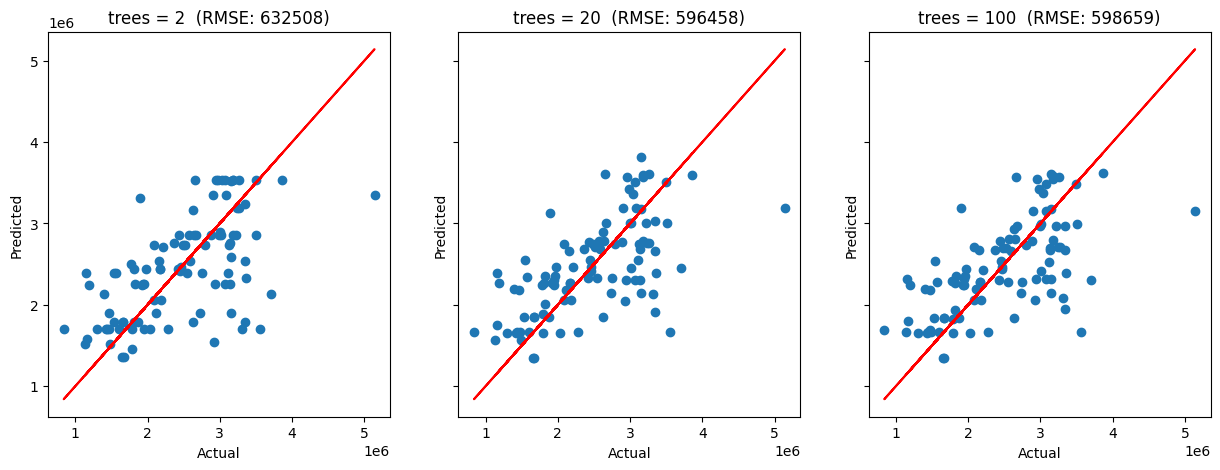 trees = 2  (RMSE: 632508)
1e6
5
4
3
2
1
Predicted
1 2 3 4 5
1e6
Actual
trees = 20  (RMSE: 596458)
Predicted
1 2 3 4 5
1e6
Actual
trees = 100  (RMSE: 598659)
Predicted
1 2 3 4 5
1e6
Actual